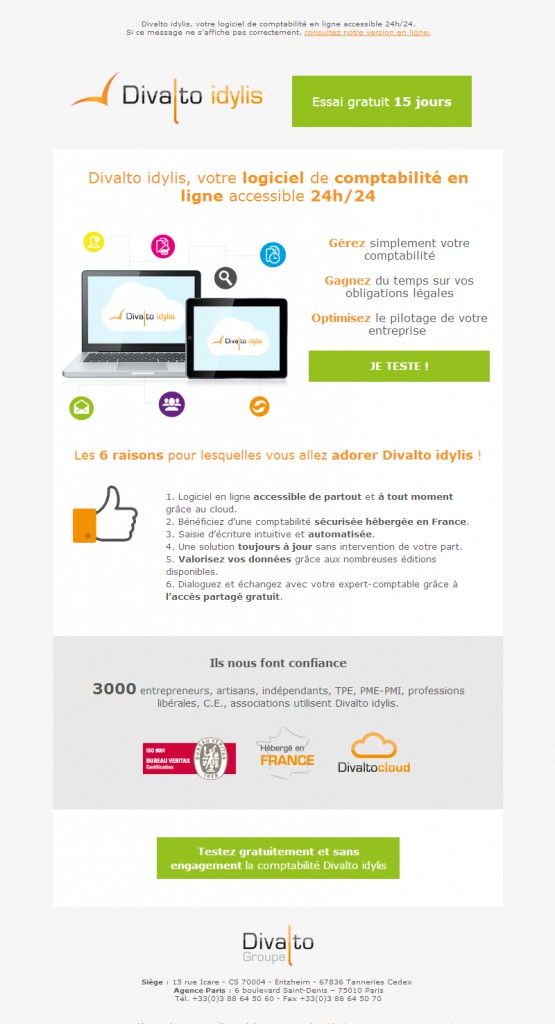 Divalto idylis, votre logiciel de comptabilité en ligne accessible 24h/24.
Si ce message ne s'affiche pas correctement, consultez notre version en ligne.
Divalto idylis
Essai gratuit 15 jours
Divalto idylis, votre logiciel de comptabilité en
ligne accessible 24h/24
Gérez simplement votre
comptabilité
Gagnez du temps sur vos
obligations légales
Optimisez le pilotage de votre
entreprise
Divalto idylis
Divalto idylis
JE TESTE !
Les 6 raisons pour lesquelles vous allez adorer Divalto idylis !
1. Logiciel en ligne accessible de partout et à tout moment
grâce au cloud.
2. Bénéficiez d'une comptabilité sécurisée hébergée en France.
3. Saisie d'écriture intuitive et automatisée.
4. Une solution toujours à jour sans intervention de votre part.
5. Valorisez vos données grâce aux nombreuses éditions
disponibles.
6. Dialoguez et échangez avec votre expert-comptable grâce à
l'accès partagé gratuit.
Ils nous font confiance
3000 entrepreneurs, artisans, indépendants, TPE, PME-PMI, professions
libérales, C.E., associations utilisent Divalto idylis.
ISO 9001
BUREAU VERITAS
Certification
Hébergé en
FRANCE
Divaltocloud
Testez gratuitement et sans
engagement la comptabilité Divalto idylis
Divalto
Groupe
Siège : 15 rue Icare - CS 70004 - Entzheim - 67836 Tanneries Cedex
Agence Paris : 6 boulevard Saint-Denis – 75010 Paris
Tél. +33(0)3 88 64 50 60 - Fax +33(0)3 88 64 50 70